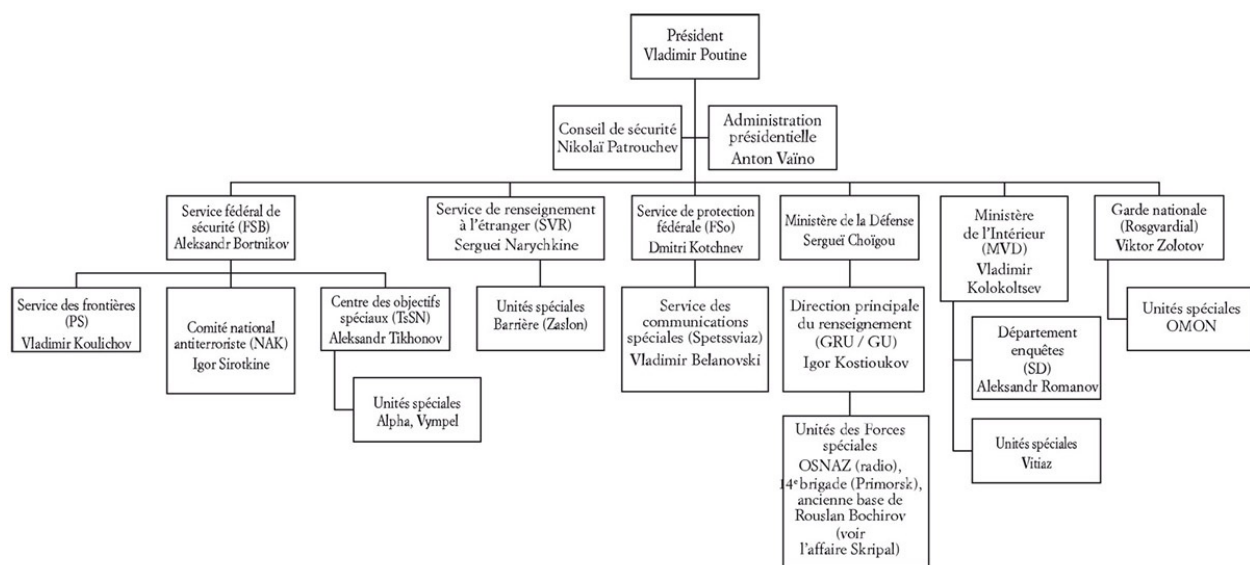 Président
Vladimir Poutine
Conseil de sécurité
Nikolaï Patrouchev
Administration
présidentielle
Anton Vaïno
Service fédéral de
sécurité (FSB)
Aleksandr Bortnikov
Service de renseignement
à l'étranger (SVR)
Sergueï Narychkine
Service de protection
fédérale (FSo)
Dmitri Kotchnev
Ministère de la Défense
Sergueï Choïgou
Ministère
de l'Intérieur
(MVD)
Vladimir
Kolokoltsev
Garde nationale
(Rosgvardial)
Viktor Zolotov
Service des frontières
(PS)
Vladimir Koulichov
Comité national
antiterroriste (NAK)
Igor Sirotkine
Centre des objectifs
spéciaux (TsSN)
Aleksandr Tikhonov
Unités spéciales
Alpha, Vympel
Unités spéciales
Barrière (Zaslon)
Service des
communications
spéciales (Spetssviaz)
Vladimir Belanovski
Direction principale
du renseignement
(GRU / GU)
Igor Kostioukov
Unités des Forces
spéciales
OSNAZ (radio),
14e brigade (Primorsk),
ancienne base de
Rouslan Bochirov
(voir
l'affaire Skripal)
Département
enquêtes
(SD)
Aleksandr Romanov
Unités spéciales
Vitiaz
Unités spéciales
OMON